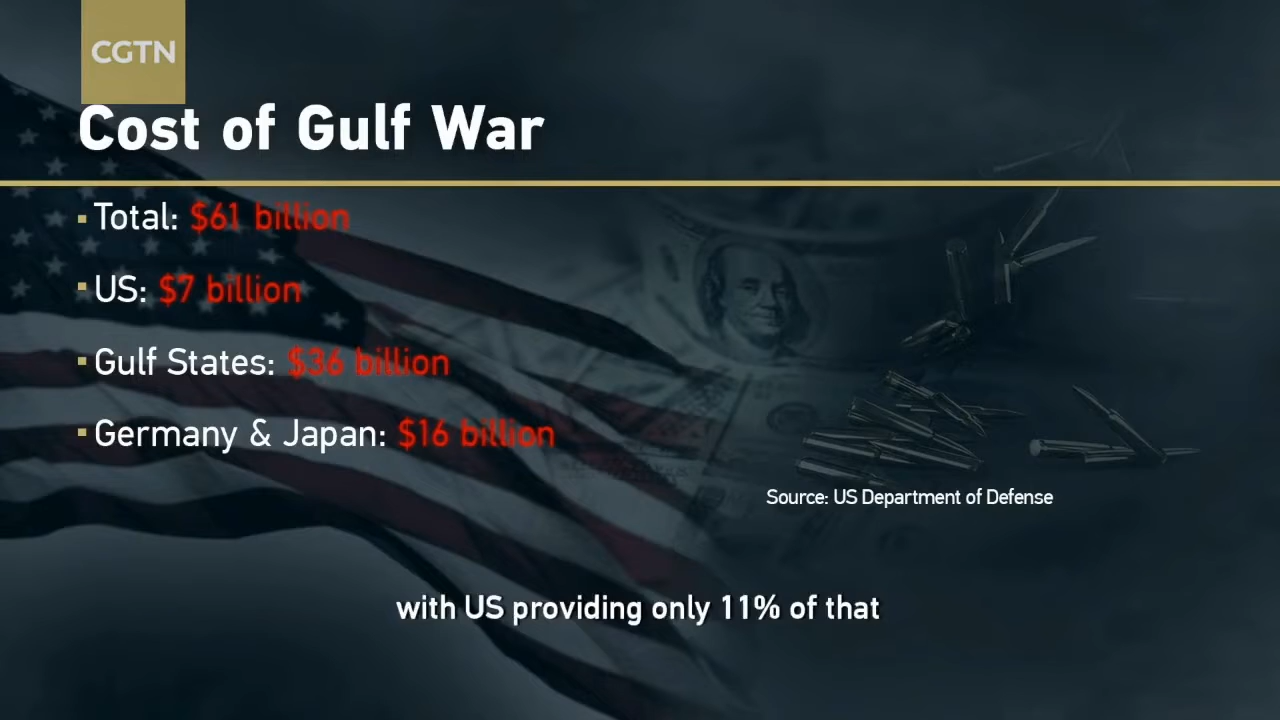 CGTN
Cost of Gulf War
▪ Total: $61 billion
▪ US: $7 billion
▪ Gulf States: $36 billion
▪ Germany & Japan: $16 billion
Source: US Department of Defense
with US providing only 11% of that